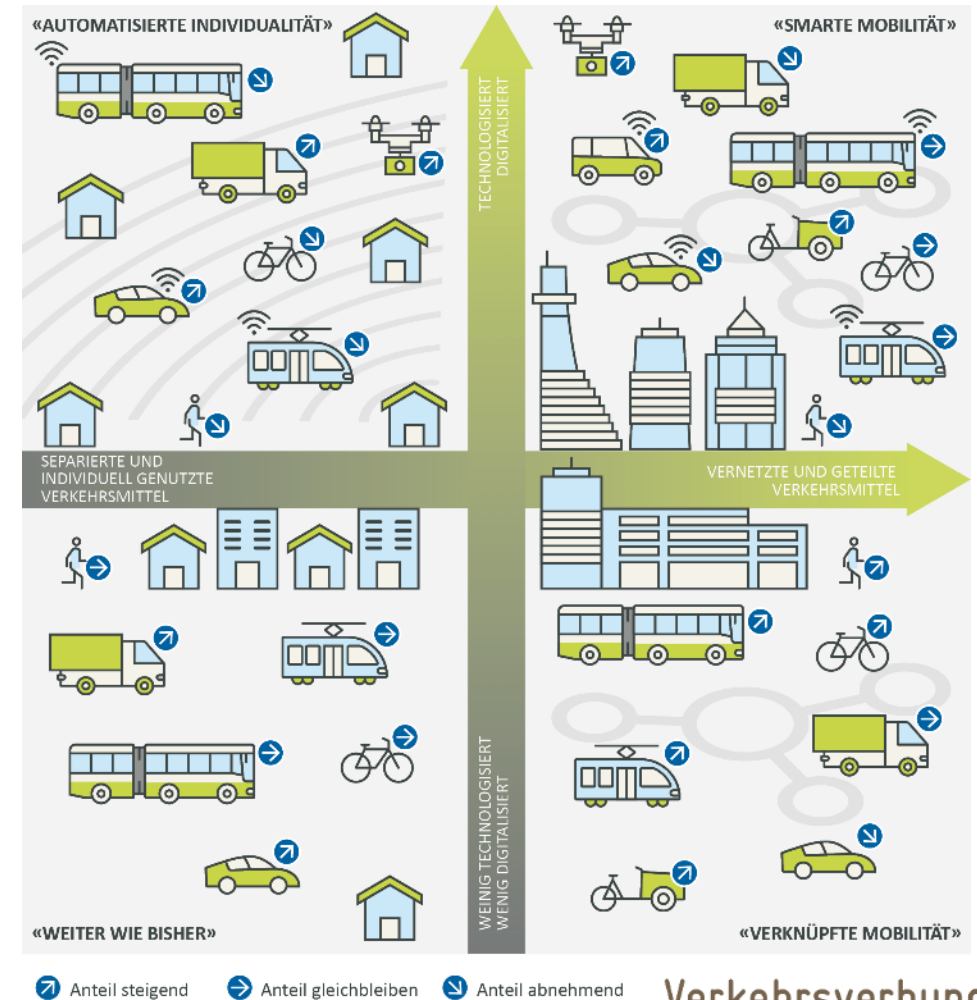 «AUTOMATISIERTE INDIVIDUALITÄT»
«SMARTE MOBILITÄT»
TECHNOLOGISIERT
DIGITALISIERT
SEPARIERTE UND
INDIVIDUELL GENUTZTE
VERKEHRSMITTEL
VERNETZTE UND GETEILTE
VERKEHRSMITTEL
WEINIG TECHNOLOGISIERT
WENIG DIGITALISIERT
«WEITER WIE BISHER»
«VERKNÜPFTE MOBILITÄT»
Anteil steigend
Anteil gleichbleiben
Anteil abnehmend